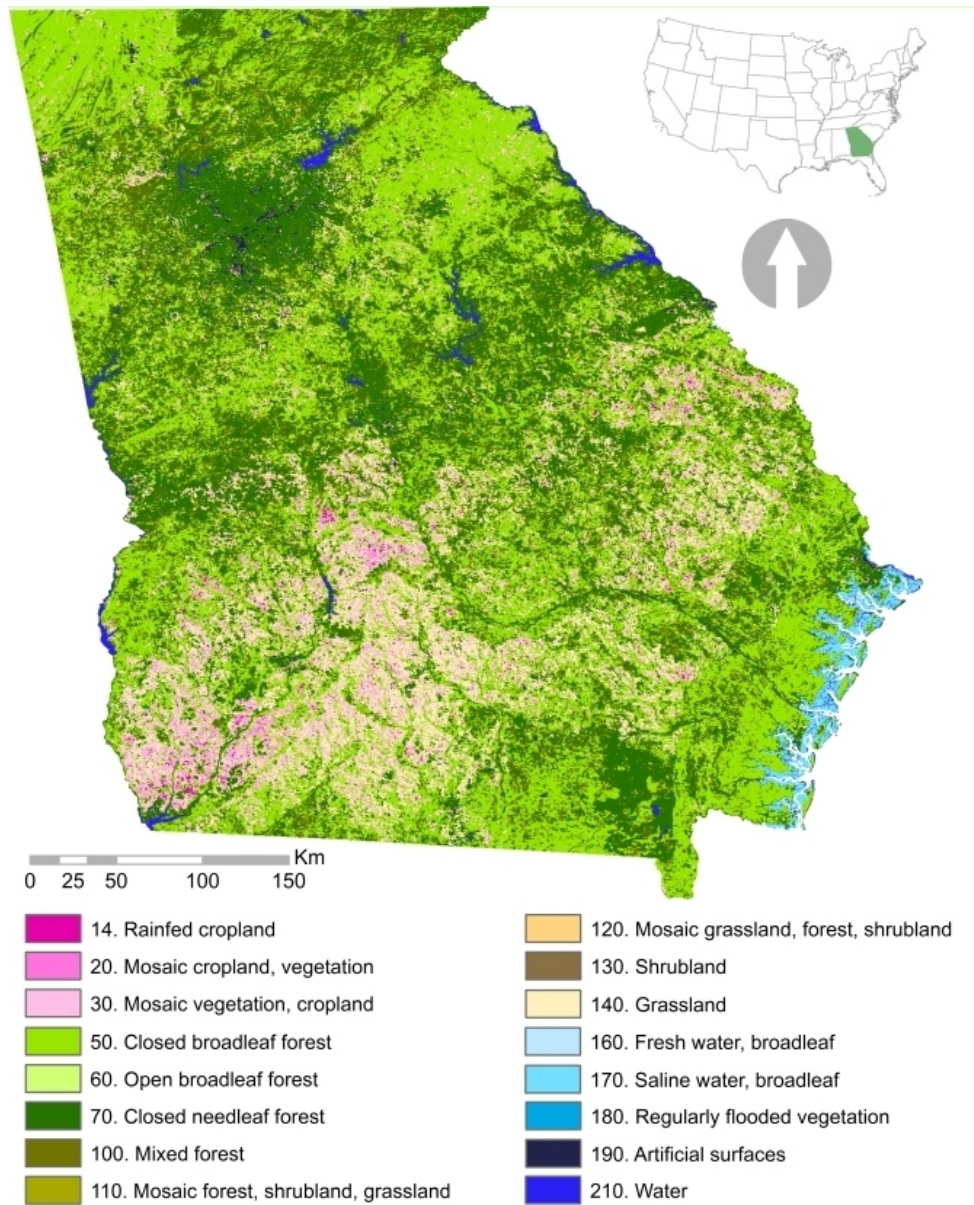 Km
0 25 50 100 150
14. Rainfed cropland
20. Mosaic cropland, vegetation
30. Mosaic vegetation, cropland
50. Closed broadleaf forest
60. Open broadleaf forest
70. Closed needleaf forest
100. Mixed forest
110. Mosaic forest, shrubland, grassland
120. Mosaic grassland, forest, shrubland
130. Shrubland
140. Grassland
160. Fresh water, broadleaf
170. Saline water, broadleaf
180. Regularly flooded vegetation
190. Artificial surfaces
210. Water